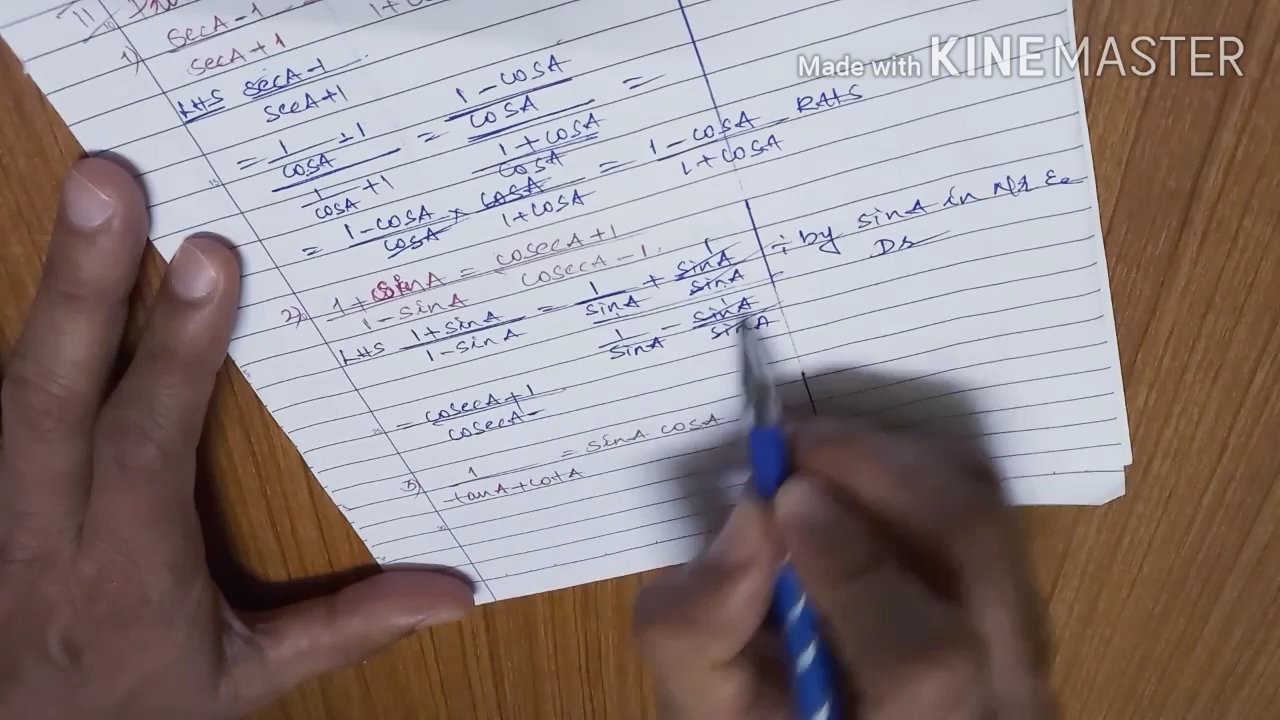 Made with KINEMASTER
11
1) secA-1
secA+1
LHS secA-1
secA+1
= 1/cosA -1 = 1-cosA/cosA =
1/cosA +1 1+cosA/cosA
= 1-cosA/cosA × cosA/1+cosA = 1-cosA/1+cosA RHS
2) 1+sinA/1-sinA = cosecA+1/cosecA-1
LHS 1+sinA/1-sinA = 1/sinA + sinA/sinA ÷ by sinA in Nr &
1/sinA - sinA/sinA Dr
= cosecA+1/cosecA-
3) 1/tanA+cotA = sinA cosA